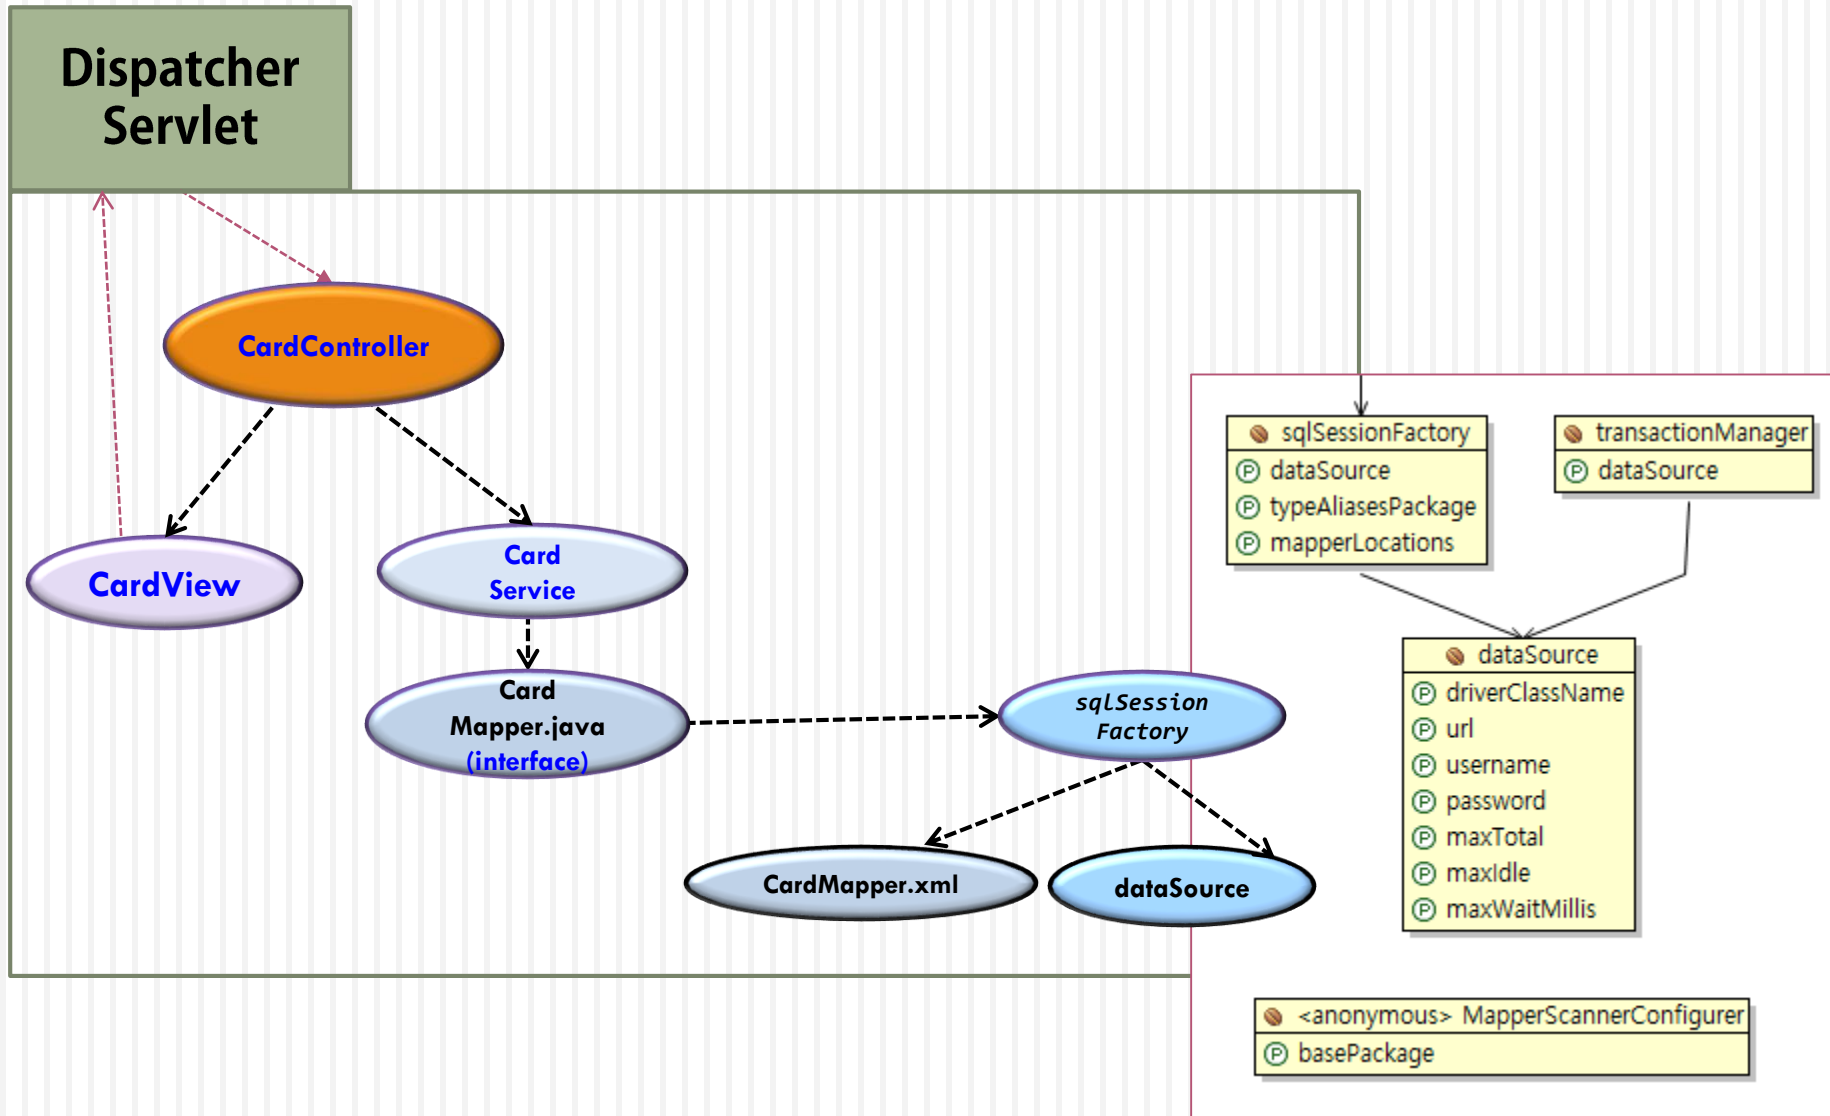 Dispatcher
Servlet
CardController
CardView
Card
Service
Card
Mapper.java
(interface)
sqlSession
Factory
CardMapper.xml
dataSource
sqlSessionFactory
P dataSource
P typeAliasesPackage
P mapperLocations
transactionManager
P dataSource
dataSource
P driverClassName
P url
P username
P password
P maxTotal
P maxIdle
P maxWaitMillis
<anonymous> MapperScannerConfigurer
P basePackage